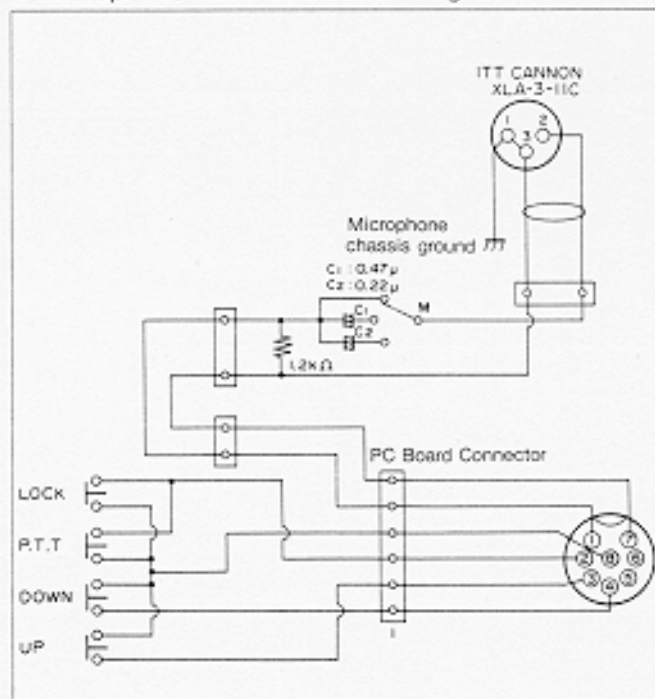 ITT CANNON
XLA-3-11C
1 2
3
Microphone
chassis ground
C1 : 0.47μ
C2 : 0.22μ
M
C1
C2
1.2KΩ
PC Board Connector
LOCK
P.T.T
DOWN
UP
1
1 7
2 8 6
3 5
4